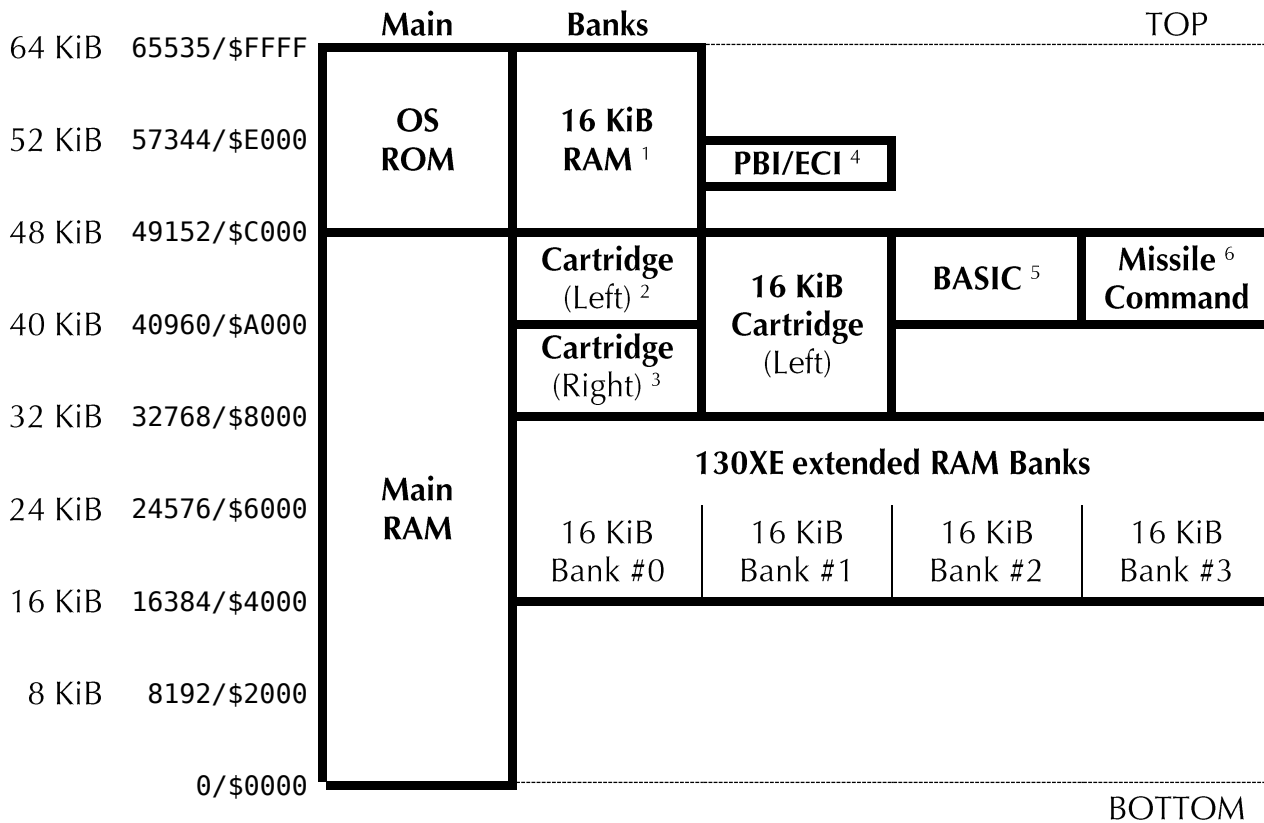 Main Banks TOP
64 KiB 65535/$FFFF
OS
ROM
16 KiB
RAM 1
52 KiB 57344/$E000
PBI/ECI 4
48 KiB 49152/$C000
Cartridge
(Left) 2
16 KiB
Cartridge
(Left)
BASIC 5
Missile 6
Command
40 KiB 40960/$A000
Cartridge
(Right) 3
32 KiB 32768/$8000
130XE extended RAM Banks
Main
RAM
24 KiB 24576/$6000
16 KiB
Bank #0
16 KiB
Bank #1
16 KiB
Bank #2
16 KiB
Bank #3
16 KiB 16384/$4000
8 KiB 8192/$2000
0/$0000
BOTTOM